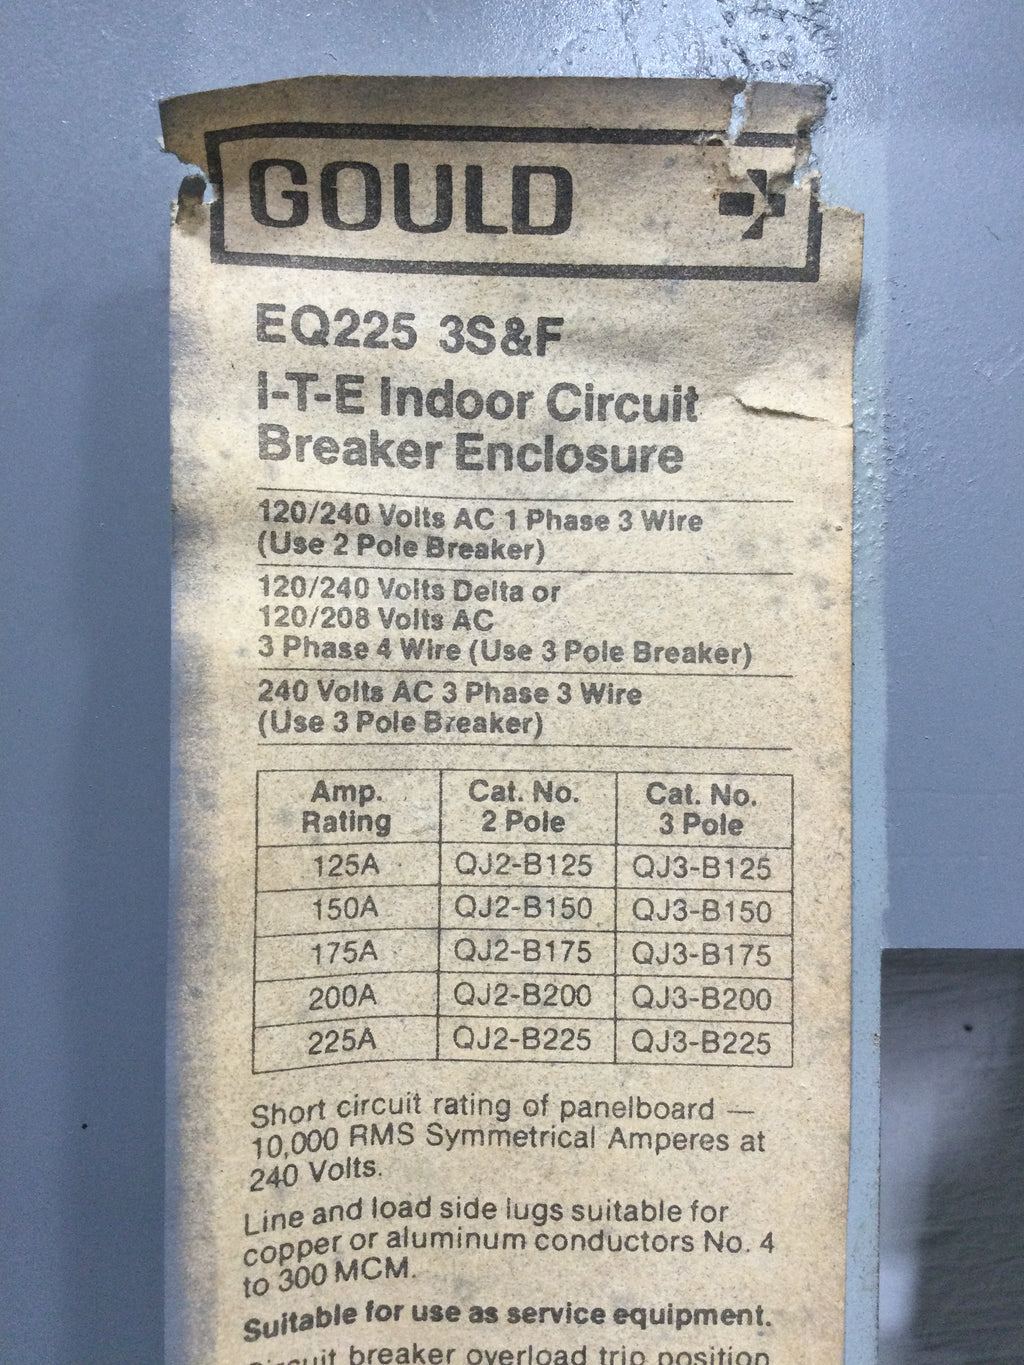 GOULD
EQ225 3S&F
I-T-E Indoor Circuit
Breaker Enclosure
120/240 Volts AC 1 Phase 3 Wire
(Use 2 Pole Breaker)
120/240 Volts Delta or
120/208 Volts AC
3 Phase 4 Wire (Use 3 Pole Breaker)
240 Volts AC 3 Phase 3 Wire
(Use 3 Pole Breaker)
Amp. Rating Cat. No. 2 Pole Cat. No. 3 Pole
125A QJ2-B125 QJ3-B125
150A QJ2-B150 QJ3-B150
175A QJ2-B175 QJ3-B175
200A QJ2-B200 QJ3-B200
225A QJ2-B225 QJ3-B225
Short circuit rating of panelboard —
10,000 RMS Symmetrical Amperes at
240 Volts.
Line and load side lugs suitable for
copper or aluminum conductors No. 4
to 300 MCM.
Suitable for use as service equipment.
Circuit breaker overload trip position